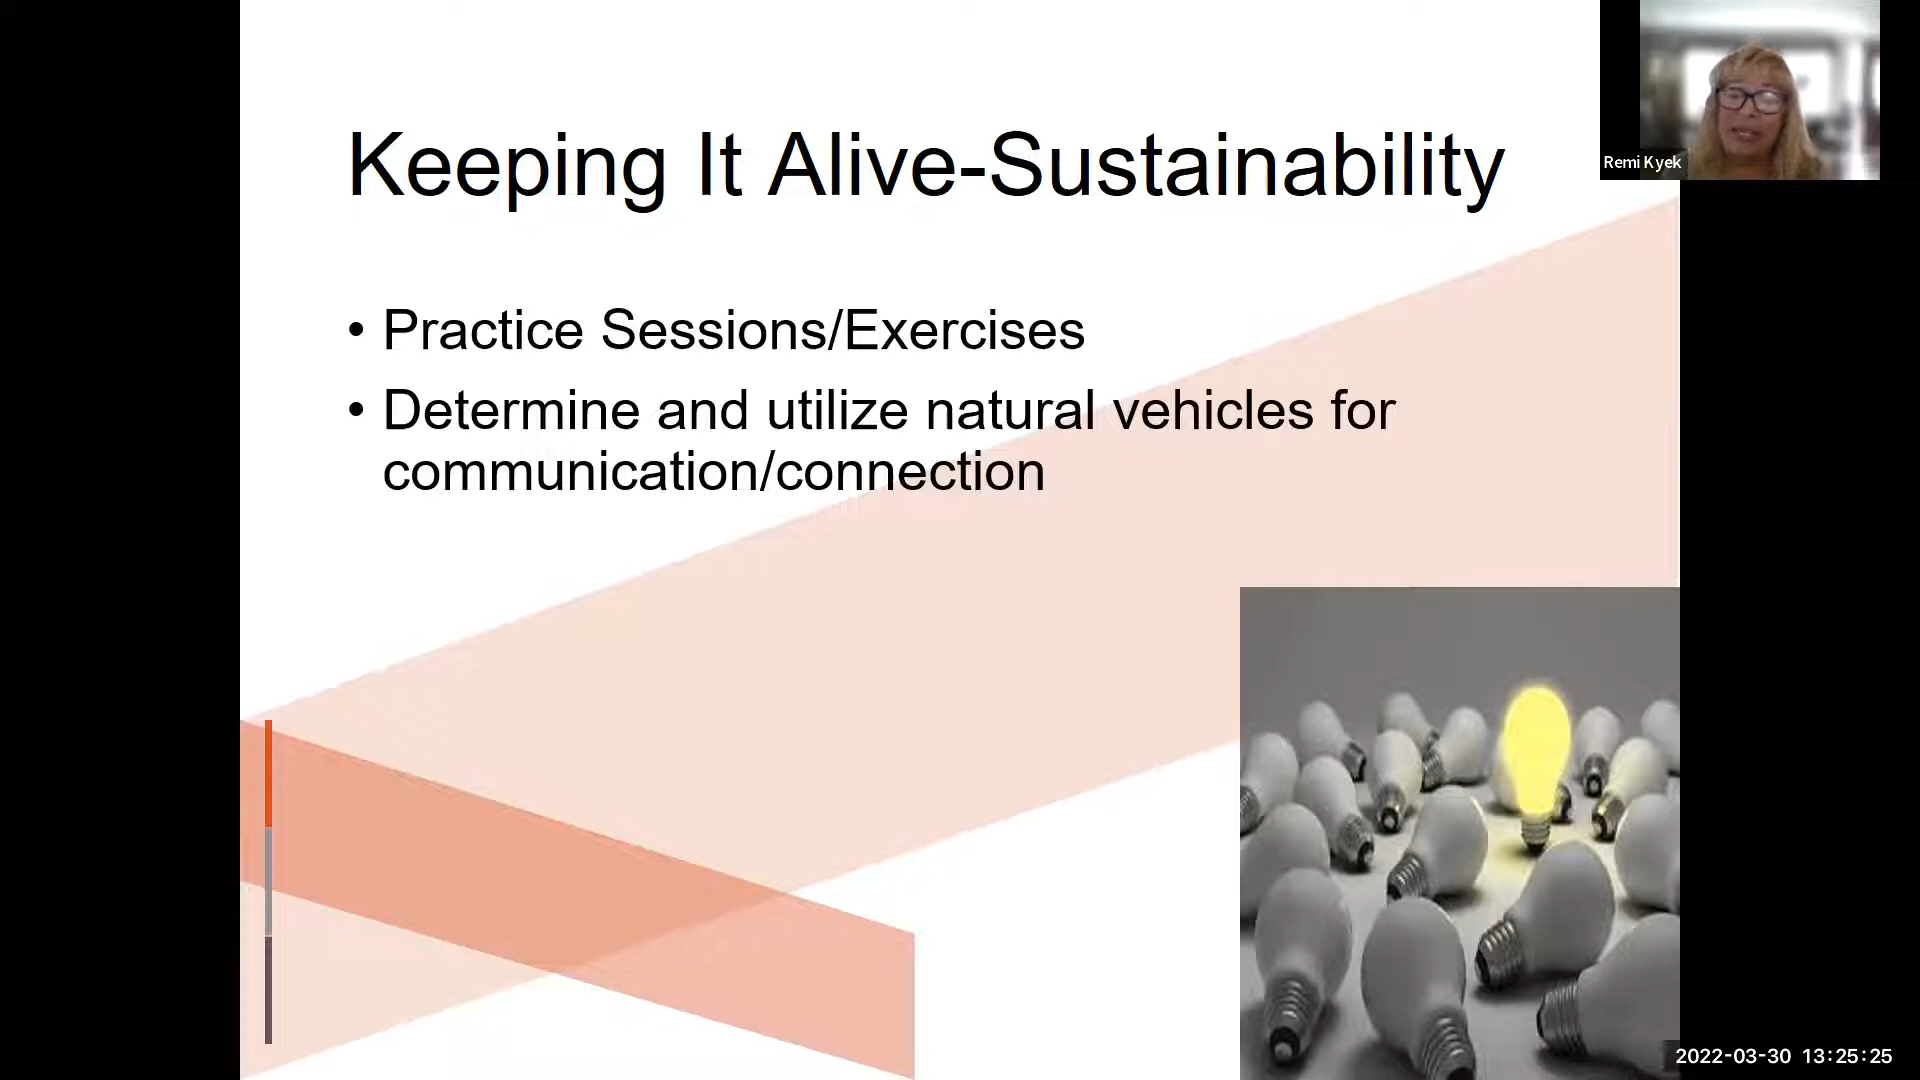 Keeping It Alive-Sustainability
Remi Kyek
• Practice Sessions/Exercises
• Determine and utilize natural vehicles for
communication/connection
2022-03-30 13:25:25